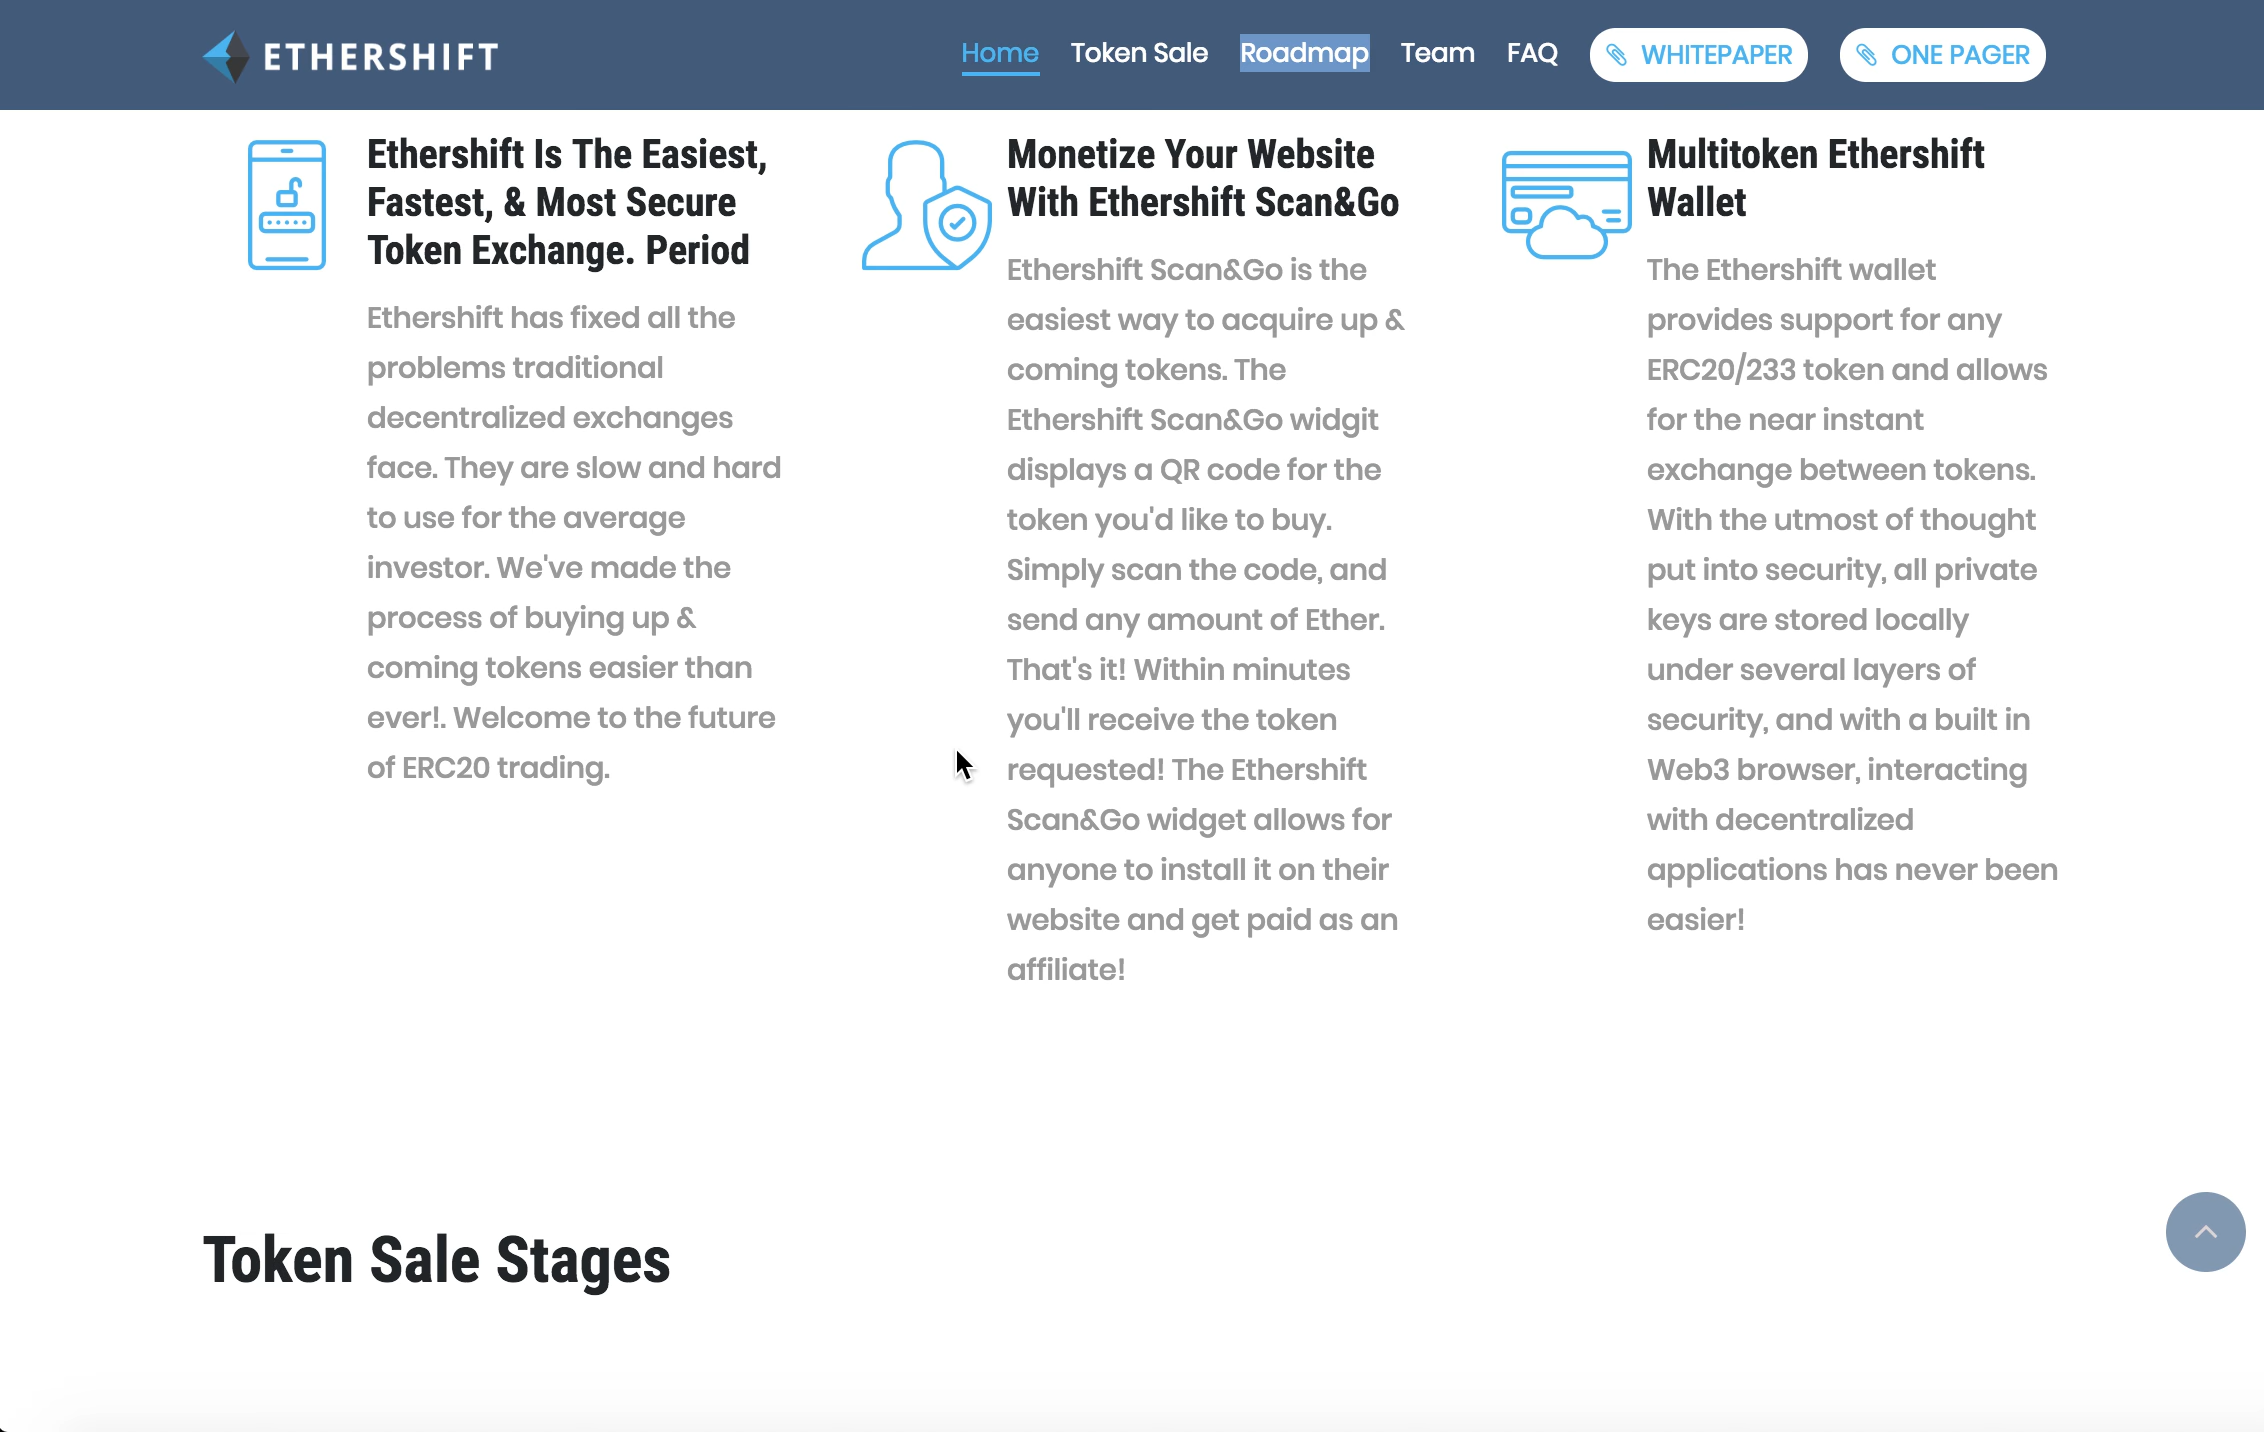 ETHERSHIFT
Home
Token Sale
Roadmap
Team
FAQ
WHITEPAPER
ONE PAGER
Ethershift Is The Easiest,
Fastest, & Most Secure
Token Exchange. Period
Ethershift has fixed all the
problems traditional
decentralized exchanges
face. They are slow and hard
to use for the average
investor. We've made the
process of buying up &
coming tokens easier than
ever!. Welcome to the future
of ERC20 trading.
Monetize Your Website
With Ethershift Scan&Go
Ethershift Scan&Go is the
easiest way to acquire up &
coming tokens. The
Ethershift Scan&Go widgit
displays a QR code for the
token you'd like to buy.
Simply scan the code, and
send any amount of Ether.
That's it! Within minutes
you'll receive the token
requested! The Ethershift
Scan&Go widget allows for
anyone to install it on their
website and get paid as an
affiliate!
Multitoken Ethershift
Wallet
The Ethershift wallet
provides support for any
ERC20/233 token and allows
for the near instant
exchange between tokens.
With the utmost of thought
put into security, all private
keys are stored locally
under several layers of
security, and with a built in
Web3 browser, interacting
with decentralized
applications has never been
easier!
Token Sale Stages